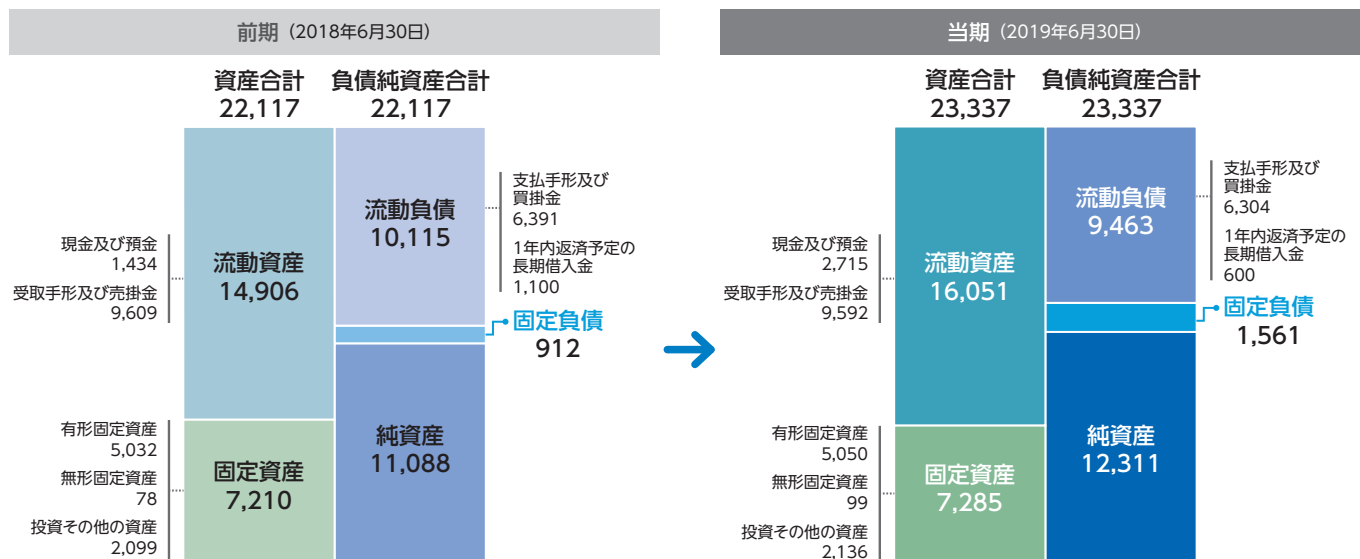 前期（2018年6月30日）
資産合計
22,117
負債純資産合計
22,117
現金及び預金
1,434
受取手形及び売掛金
9,609
流動資産
14,906
有形固定資産
5,032
無形固定資産
78
投資その他の資産
2,099
固定資産
7,210
流動負債
10,115
支払手形及び
買掛金
6,391
1年内返済予定の
長期借入金
1,100
固定負債
912
純資産
11,088
当期（2019年6月30日）
資産合計
23,337
負債純資産合計
23,337
現金及び預金
2,715
受取手形及び売掛金
9,592
流動資産
16,051
有形固定資産
5,050
無形固定資産
99
投資その他の資産
2,136
固定資産
7,285
流動負債
9,463
支払手形及び
買掛金
6,304
1年内返済予定の
長期借入金
600
固定負債
1,561
純資産
12,311